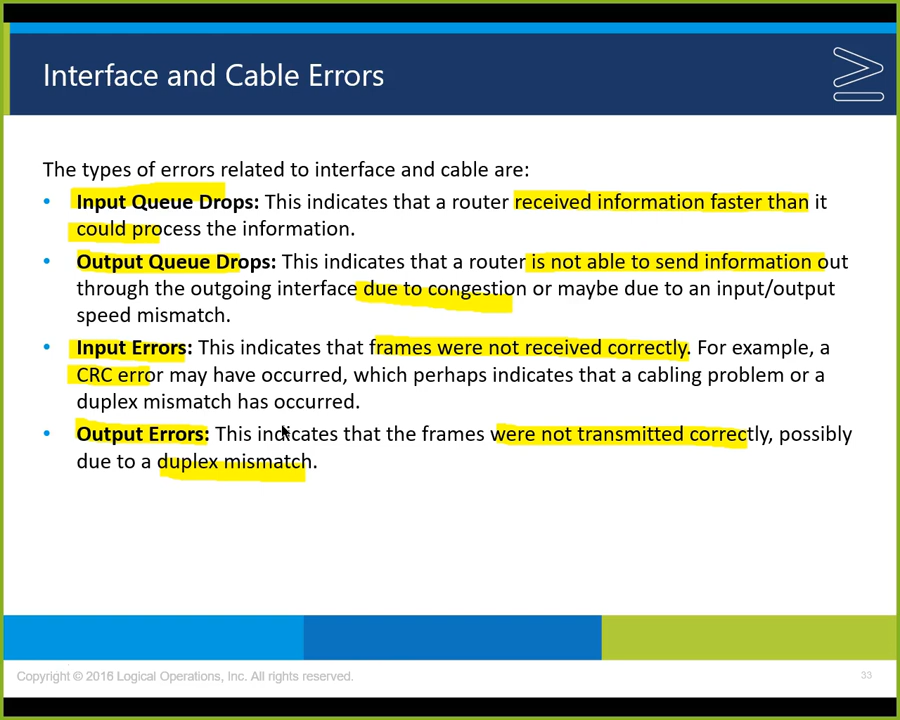 Interface and Cable Errors
The types of errors related to interface and cable are:
• Input Queue Drops: This indicates that a router received information faster than it
could process the information.
• Output Queue Drops: This indicates that a router is not able to send information out
through the outgoing interface due to congestion or maybe due to an input/output
speed mismatch.
• Input Errors: This indicates that frames were not received correctly. For example, a
CRC error may have occurred, which perhaps indicates that a cabling problem or a
duplex mismatch has occurred.
• Output Errors: This indicates that the frames were not transmitted correctly, possibly
due to a duplex mismatch.
Copyright © 2016 Logical Operations, Inc. All rights reserved.
33